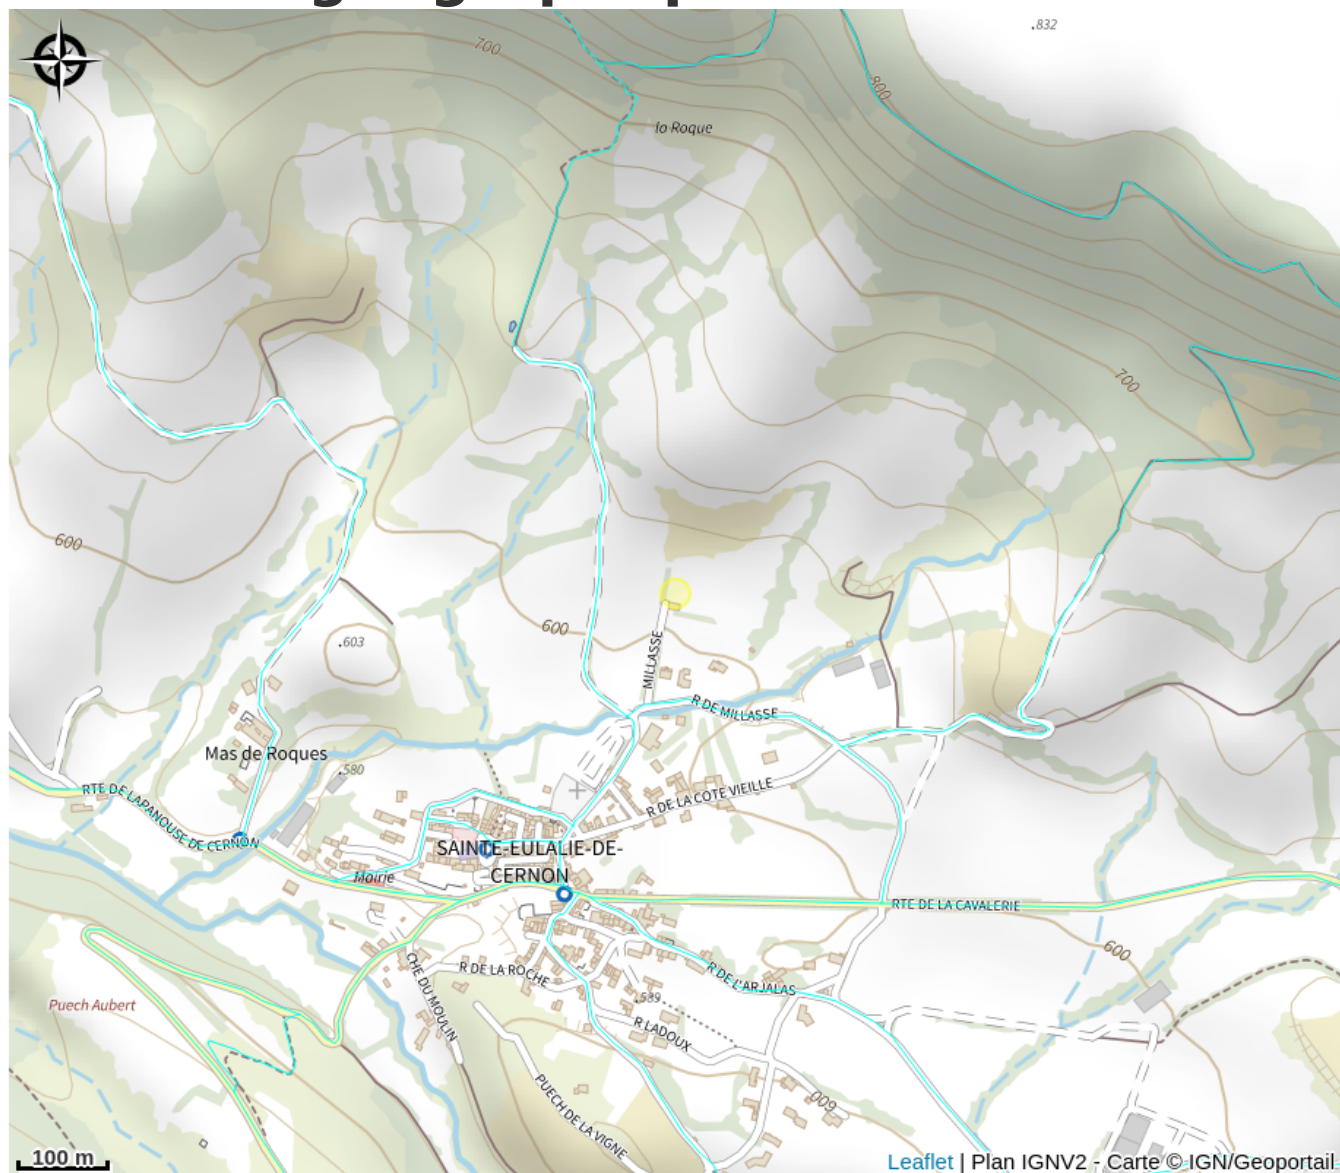 832
700
800
la Roque
700
600
600
MILLASSE
603
R DE MILLASSE
Mas de Roques
580
RTE DE LAPANOUSE DE CERNON
R DE LA COTE VIEILLE
SAINTE-EULALIE-DE-
CERNON
Mairie
RTE DE LA CAVALERIE
600
R DE LA ROCHE
CHE DU MOULIN
R DE L'ARJALAS
589
Puech Aubert
R LADOUX
PUECH DE LA VIGNE
600
100 m
Leaflet | Plan IGNV2 - Carte © IGN/Geoportail